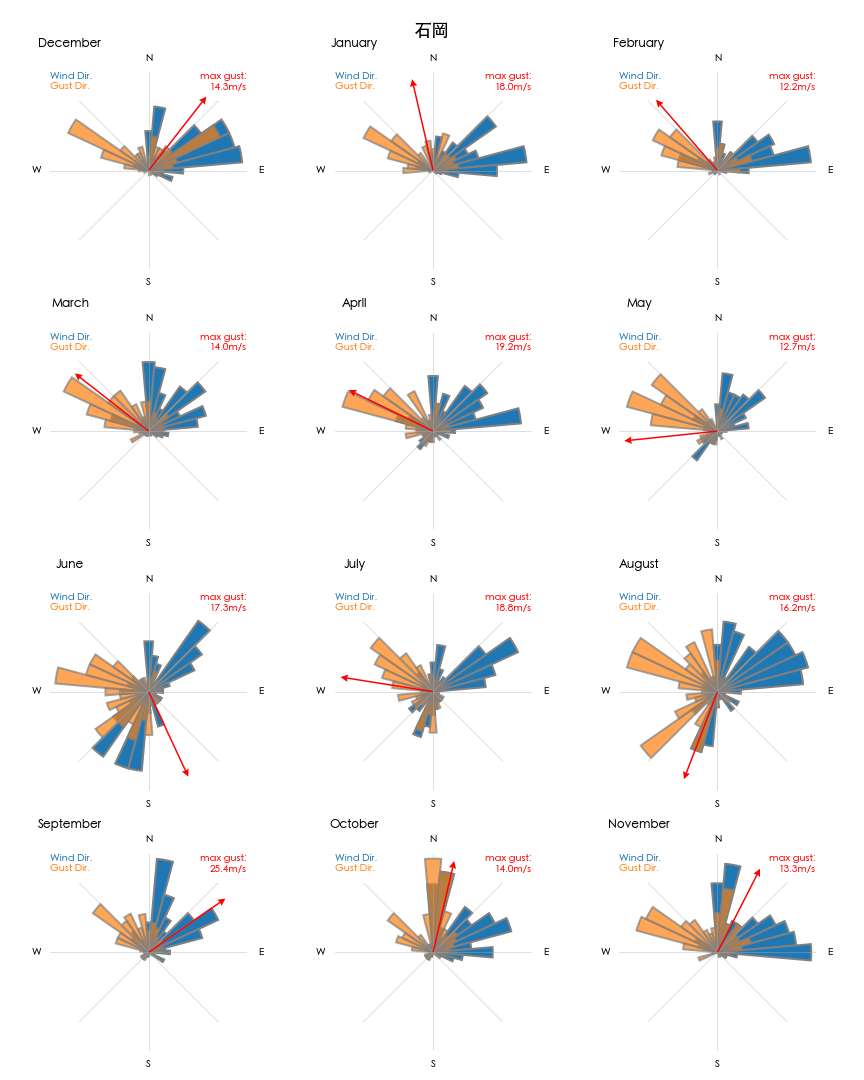 石岡
December
N
Wind Dir.
Gust Dir.
max gust:
14.3m/s
W
E
S
January
N
Wind Dir.
Gust Dir.
max gust:
18.0m/s
W
E
S
February
N
Wind Dir.
Gust Dir.
max gust:
12.2m/s
W
E
S
March
N
Wind Dir.
Gust Dir.
max gust:
14.0m/s
W
E
S
April
N
Wind Dir.
Gust Dir.
max gust:
19.2m/s
W
E
S
May
N
Wind Dir.
Gust Dir.
max gust:
12.7m/s
W
E
S
June
N
Wind Dir.
Gust Dir.
max gust:
17.3m/s
W
E
S
July
N
Wind Dir.
Gust Dir.
max gust:
18.8m/s
W
E
S
August
N
Wind Dir.
Gust Dir.
max gust:
16.2m/s
W
E
S
September
N
Wind Dir.
Gust Dir.
max gust:
25.4m/s
W
E
S
October
N
Wind Dir.
Gust Dir.
max gust:
14.0m/s
W
E
S
November
N
Wind Dir.
Gust Dir.
max gust:
13.3m/s
W
E
S